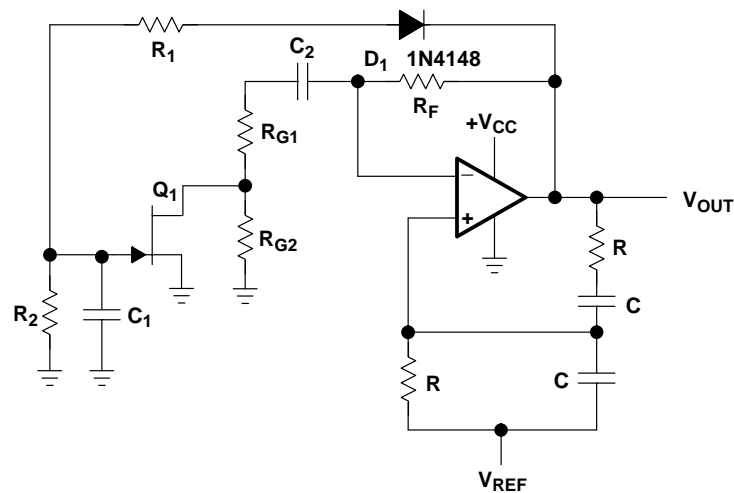 R1
C2
D1 1N4148
RF
RG1
+VCC
Q1
−
+
VOUT
RG2
R
C
R2
C1
R
C
VREF